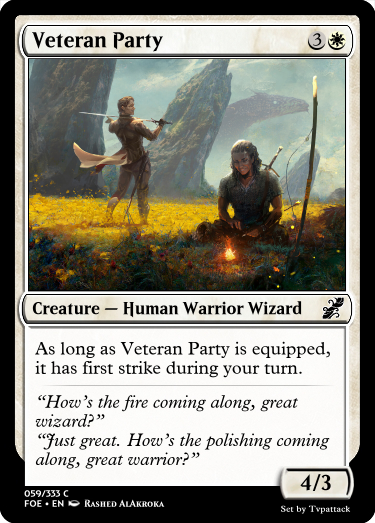 Veteran Party 3
Creature — Human Warrior Wizard
As long as Veteran Party is equipped,
it has first strike during your turn.
“How's the fire coming along, great
wizard?”
“Just great. How's the polishing coming
along, great warrior?”
4/3
059/333 C
FOE • EN Rashed AlAkroka
Set by Tvpattack